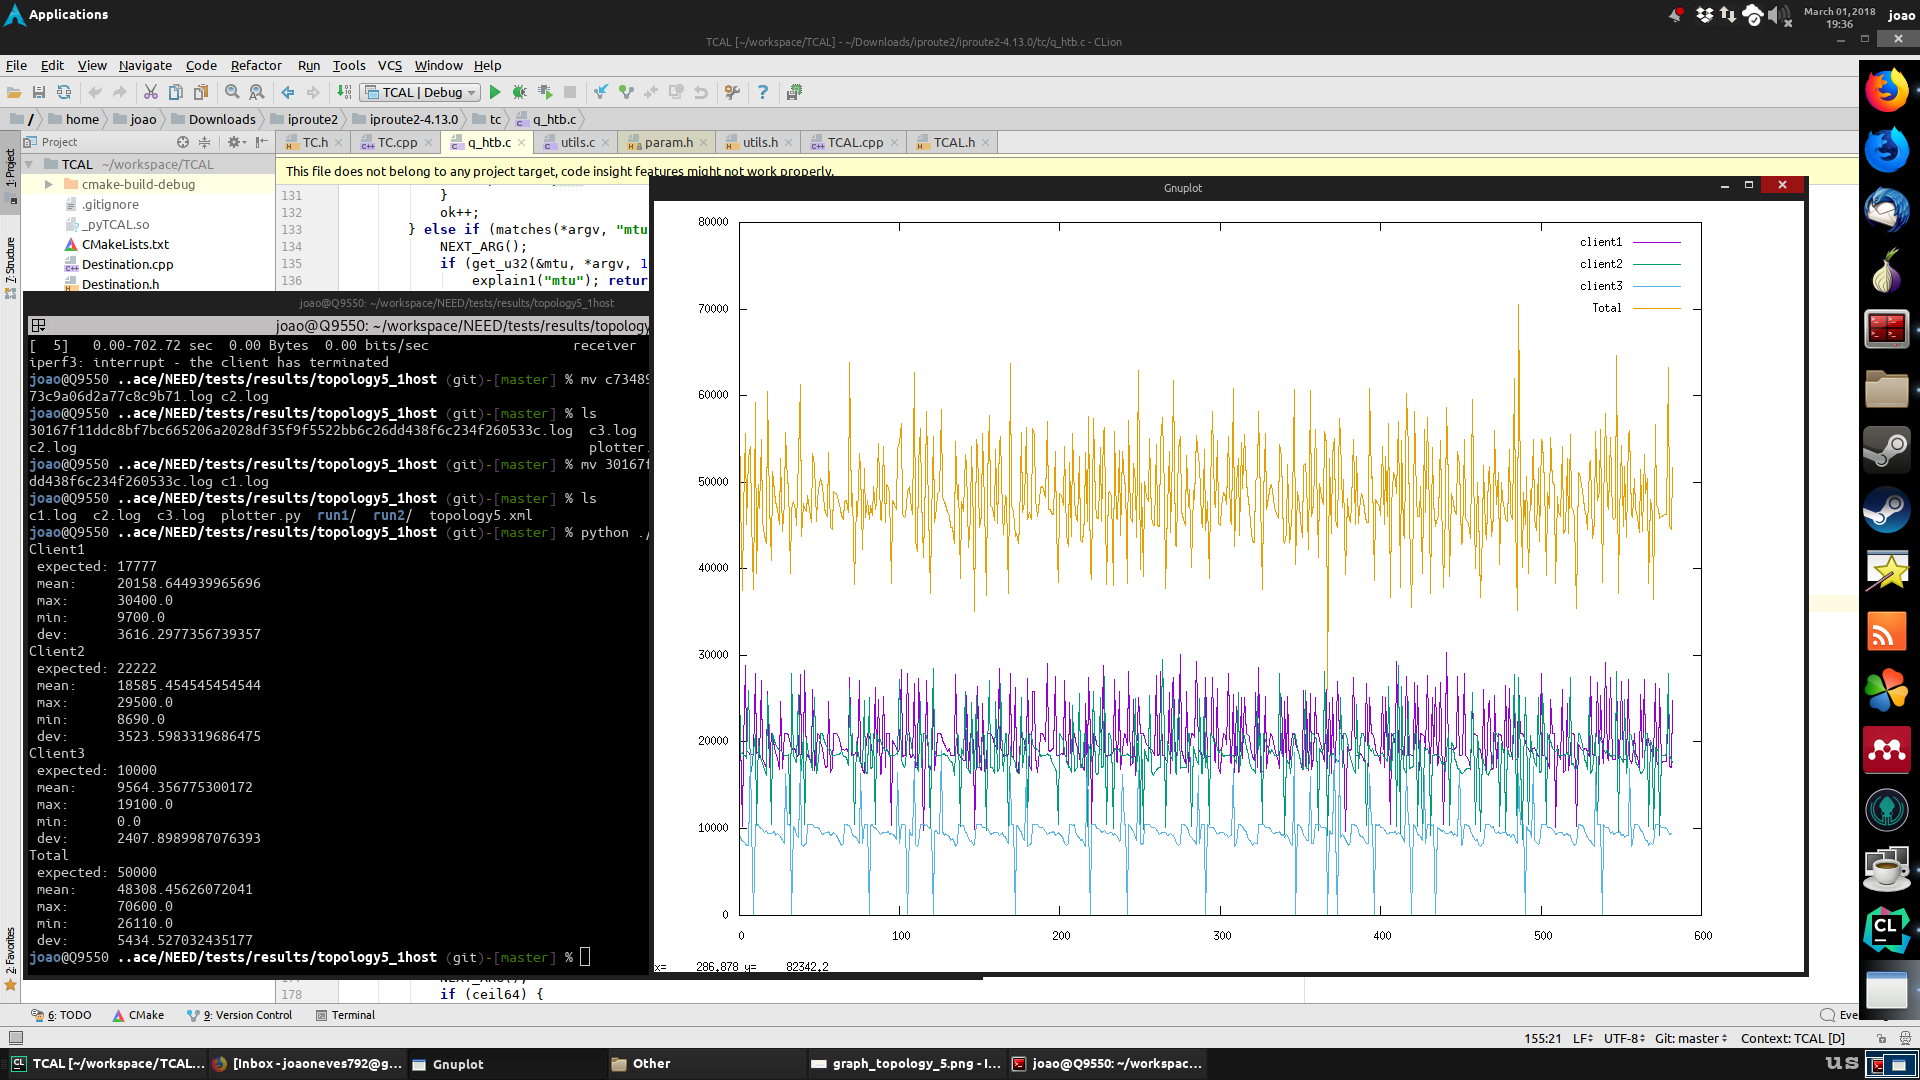 Applications
March 01, 2018
19:36
joao
TCAL [~/workspace/TCAL] - ~/Downloads/iproute2/iproute2-4.13.0/tc/q_htb.c - CLion
File Edit View Navigate Code Refactor Run Tools VCS Window Help
TCAL | Debug
/ home joao Downloads iproute2 iproute2-4.13.0 tc q_htb.c
Project
TC.h TC.cpp q_htb.c utils.c param.h utils.h TCAL.cpp TCAL.h
1: Project
7: Structure
2: Favorites
TCAL ~/workspace/TCAL
cmake-build-debug
.gitignore
_pyTCAL.so
CMakeLists.txt
Destination.cpp
Destination.h
This file does not belong to any project target, code insight features might not work properly.
131 }
132 ok++;
133 } else if (matches(*argv, "mtu
134 NEXT_ARG();
135 if (get_u32(&mtu, *argv, 1
136 explain1("mtu"); retur
joao@Q9550: ~/workspace/NEED/tests/results/topology5_1host
joao@Q9550: ~/workspace/NEED/tests/results/topology
[  5]   0.00-702.72 sec  0.00 Bytes  0.00 bits/sec                  receiver
iperf3: interrupt - the client has terminated
joao@Q9550 ..ace/NEED/tests/results/topology5_1host (git)-[master] % mv c7348
73c9a06d2a77c8c9b71.log c2.log
joao@Q9550 ..ace/NEED/tests/results/topology5_1host (git)-[master] % ls
30167f11ddc8bf7bc665206a2028df35f9f5522bb6c26dd438f6c234f260533c.log  c3.log
c2.log                                                                plotter.
joao@Q9550 ..ace/NEED/tests/results/topology5_1host (git)-[master] % mv 30167f
dd438f6c234f260533c.log c1.log
joao@Q9550 ..ace/NEED/tests/results/topology5_1host (git)-[master] % ls
c1.log  c2.log  c3.log  plotter.py  run1/  run2/  topology5.xml
joao@Q9550 ..ace/NEED/tests/results/topology5_1host (git)-[master] % python ./
Client1
expected: 17777
mean: 20158.644939965696
max: 30400.0
min: 9700.0
dev: 3616.2977356739357
Client2
expected: 22222
mean: 18585.454545454544
max: 29500.0
min: 8690.0
dev: 3523.5983319686475
Client3
expected: 10000
mean: 9564.356775300172
max: 19100.0
min: 0.0
dev: 2407.8989987076393
Total
expected: 50000
mean: 48308.45626072041
max: 70600.0
min: 26110.0
dev: 5434.527032435177
joao@Q9550 ..ace/NEED/tests/results/topology5_1host (git)-[master] %
Gnuplot
80000
70000
60000
50000
40000
30000
20000
10000
0
0 100 200 300 400 500 600
client1
client2
client3
Total
x= 286.878 y= 82342.2
NEXT_ARG();
178 if (ceil64) {
6: TODO CMake 9: Version Control Terminal
Eve
155:21 LF UTF-8 Git: master Context: TCAL [D]
TCAL [~/workspace/TCAL... [Inbox - joaoneves792@g... Gnuplot Other graph_topology_5.png - I... joao@Q9550: ~/workspac...
us